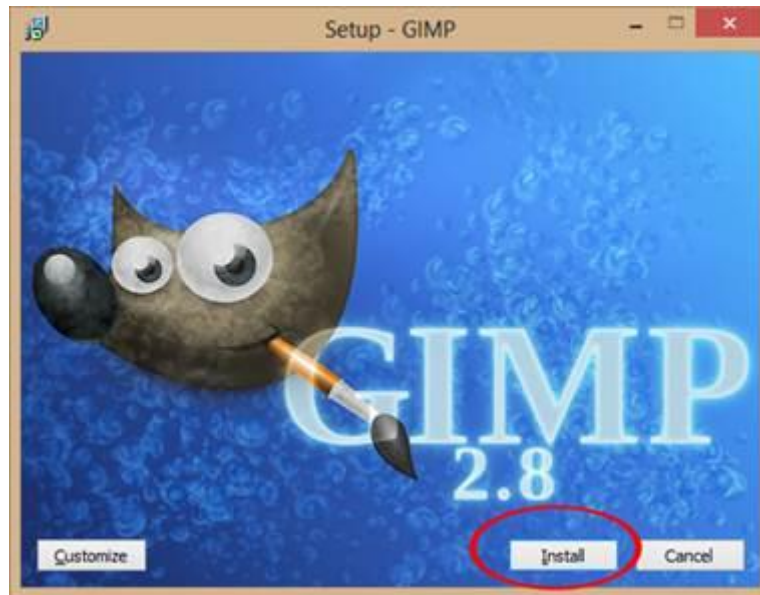 Setup - GIMP
GIMP
2.8
Customize
Install
Cancel